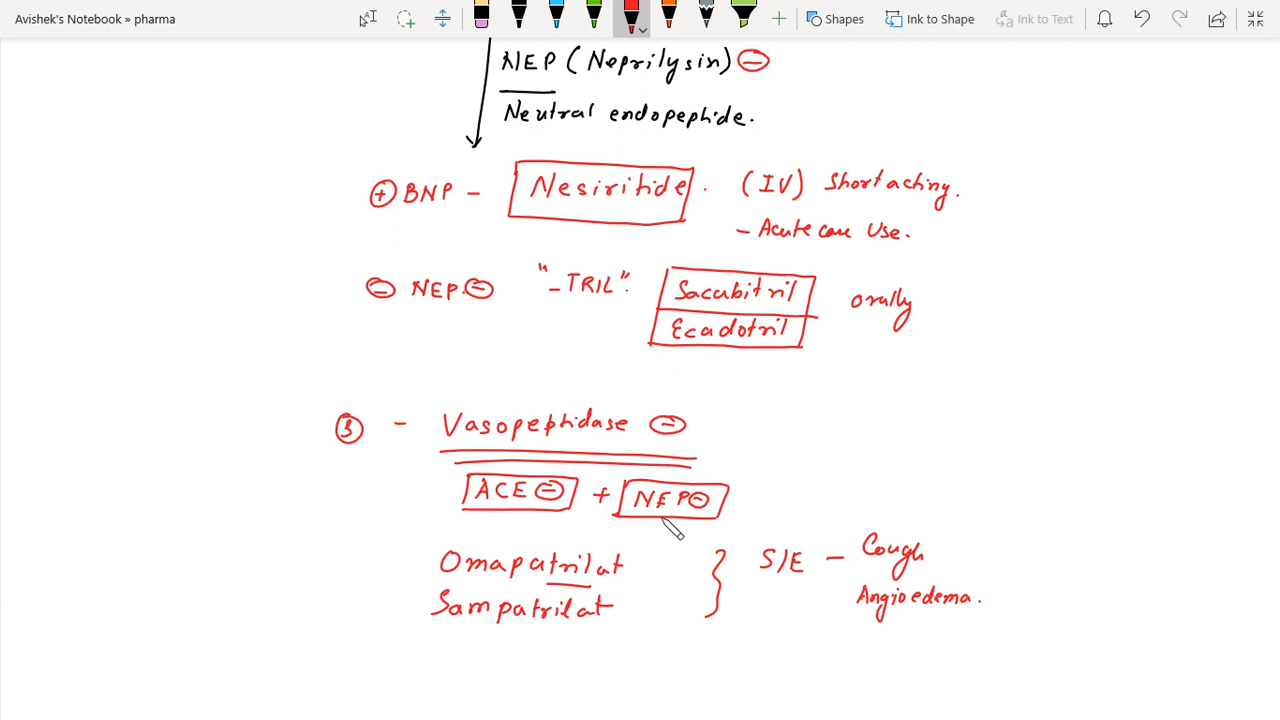 Avishek's Notebook » pharma
Shapes
Ink to Shape
Ink to Text
NEP (Neprilysin) ⊖
Neutral endopeptide.
⊕ BNP - Nesiritide. (IV) Short acting.
- Acute care Use.
⊖ NEP. ⊖ "-TRIL". Sacubitril orally
Ecadotril
③ - Vasopeptidase ⊖
ACE ⊖ + NEP ⊖
Omapatrilat } S/E - Cough
Sampatrilat Angioedema.